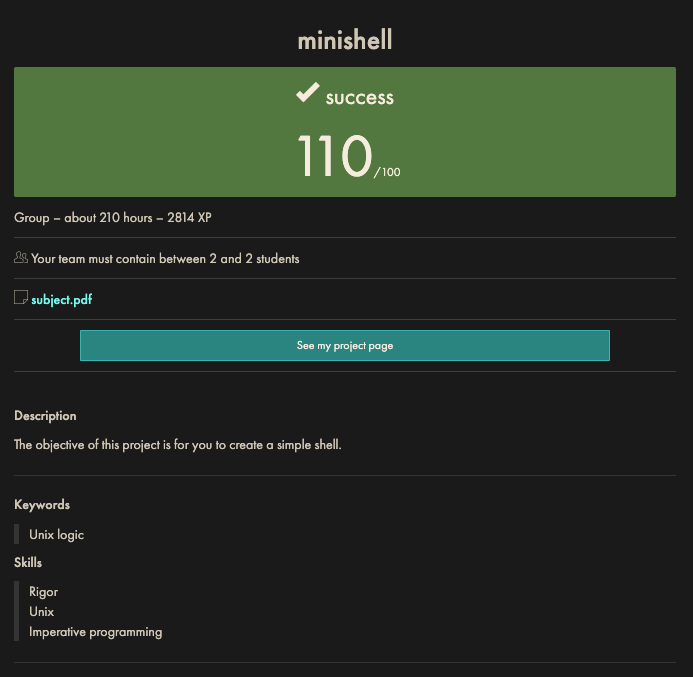 minishell
success
110/100
Group – about 210 hours – 2814 XP
Your team must contain between 2 and 2 students
subject.pdf
See my project page
Description
The objective of this project is for you to create a simple shell.
Keywords
Unix logic
Skills
Rigor
Unix
Imperative programming